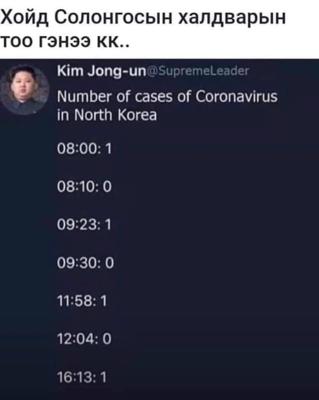 Хойд Солонгосын халдварын
тоо гэнээ кк..
Kim Jong-un@SupremeLeader
Number of cases of Coronavirus
in North Korea
08:00: 1
08:10: 0
09:23: 1
09:30: 0
11:58: 1
12:04: 0
16:13: 1